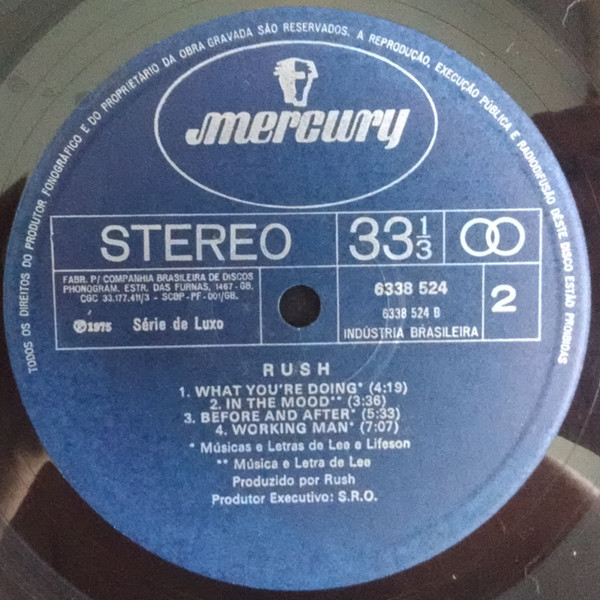 TODOS OS DIREITOS DO PRODUTOR FONOGRÁFICO E DO PROPRIETÁRIO DA OBRA GRAVADA SÃO RESERVADOS. A REPRODUÇÃO, EXECUÇÃO PÚBLICA E RADIODIFUSÃO DÊSTE DISCO ESTÃO PROIBIDAS
mercury
STEREO 33 1/3
FABR. P/ COMPANHIA BRASILEIRA DE DISCOS
PHONOGRAM. ESTR. DAS FURNAS, 1467 - GB.
CGC 33.177.411/3 - SCBP-PF-001/GB.
℗ 1975 Série de Luxo
6338 524
6338 524 B
INDÚSTRIA BRASILEIRA
2
RUSH
1. WHAT YOU'RE DOING* (4:19)
2. IN THE MOOD** (3:36)
3. BEFORE AND AFTER* (5:33)
4. WORKING MAN* (7:07)
* Músicas e Letras de Lee e Lifeson
** Música e Letra de Lee
Produzido por Rush
Produtor Executivo: S.R.O.